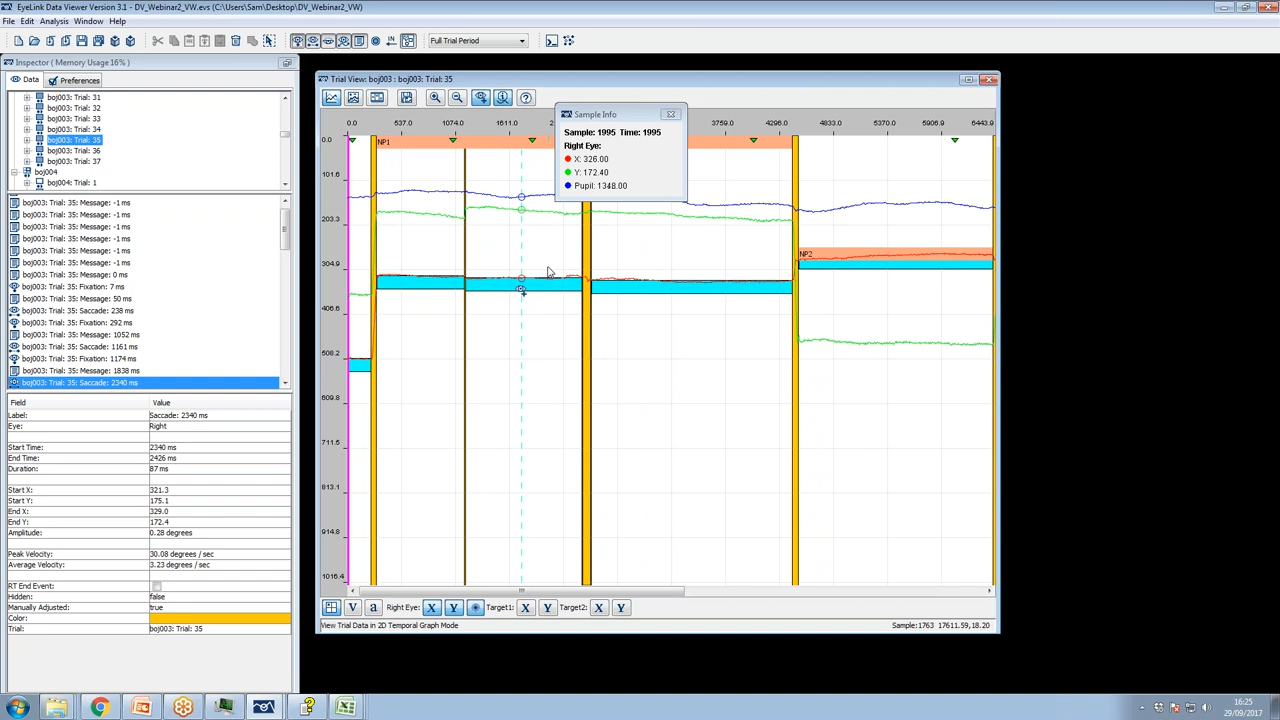 EyeLink Data Viewer Version 3.1 - DV_Webinar2_VW.evs (C:\Users\Sam\Desktop\DV_Webinar2_VW)
File Edit Analysis Window Help
Full Trial Period
IN
Inspector ( Memory Usage 16% )
Data Preferences
boj003: Trial: 31
boj003: Trial: 32
boj003: Trial: 33
boj003: Trial: 34
boj003: Trial: 35
boj003: Trial: 36
boj003: Trial: 37
boj004
boj004: Trial: 1
boj003: Trial: 35: Message: -1 ms
boj003: Trial: 35: Message: -1 ms
boj003: Trial: 35: Message: -1 ms
boj003: Trial: 35: Message: -1 ms
boj003: Trial: 35: Message: -1 ms
boj003: Trial: 35: Message: -1 ms
boj003: Trial: 35: Message: 0 ms
boj003: Trial: 35: Fixation: 7 ms
boj003: Trial: 35: Message: 50 ms
boj003: Trial: 35: Saccade: 238 ms
boj003: Trial: 35: Fixation: 292 ms
boj003: Trial: 35: Message: 1052 ms
boj003: Trial: 35: Saccade: 1161 ms
boj003: Trial: 35: Fixation: 1174 ms
boj003: Trial: 35: Message: 1838 ms
boj003: Trial: 35: Saccade: 2340 ms
Field Value
Label: Saccade: 2340 ms
Eye: Right
Start Time: 2340 ms
End Time: 2426 ms
Duration: 87 ms
Start X: 321.3
Start Y: 175.1
End X: 329.0
End Y: 172.4
Amplitude: 0.28 degrees
Peak Velocity: 30.08 degrees / sec
Average Velocity: 3.23 degrees / sec
RT End Event:
Hidden: false
Manually Adjusted: true
Color:
Trial: boj003: Trial: 35
Trial View: boj003 : boj003: Trial: 35
0.0 537.0 1074.0 1611.0 2 3759.0 4296.0 4833.0 5370.0 5906.9 6443.9
Sample Info
Sample: 1995 Time: 1995
Right Eye:
X: 326.00
Y: 172.40
Pupil: 1348.00
0.0
101.6
203.3
304.9
406.6
508.2
609.8
711.5
813.1
914.8
1016.4
NP1
NP2
V a Right Eye: X Y Target1: X Y Target2: X Y
View Trial Data in 2D Temporal Graph Mode
Sample:1763 17611.59,18.20
16:25
29/09/2017